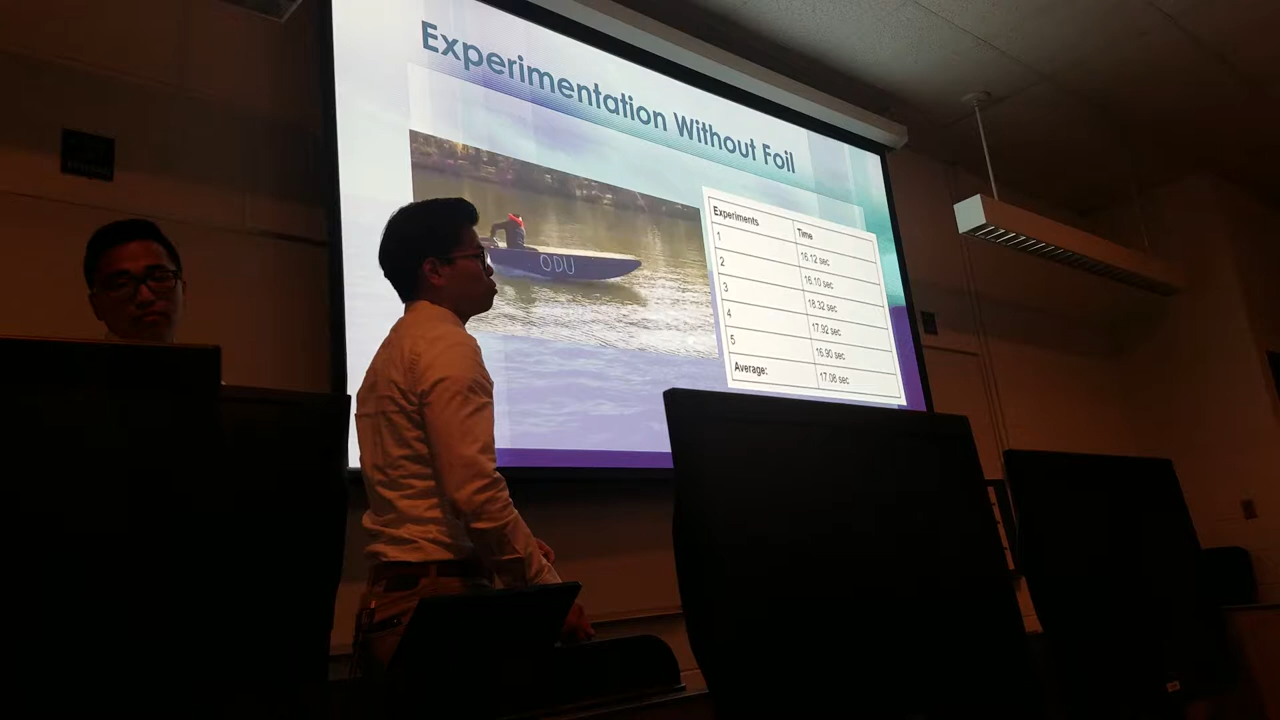 Experimentation Without Foil
ODU
Experiments Time
1 16.12 sec
2 16.10 sec
3 18.32 sec
4 17.92 sec
5 16.90 sec
Average: 17.08 sec